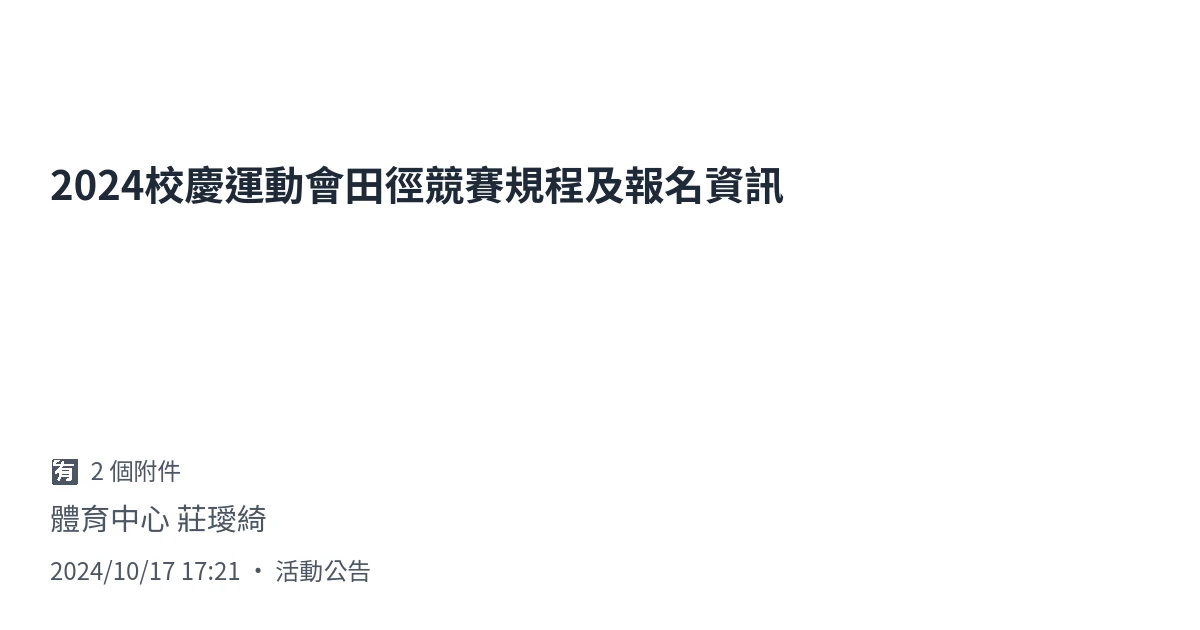 2024校慶運動會田徑競賽規程及報名資訊
🈶 2 個附件
體育中心 莊璦綺
2024/10/17 17:21 • 活動公告